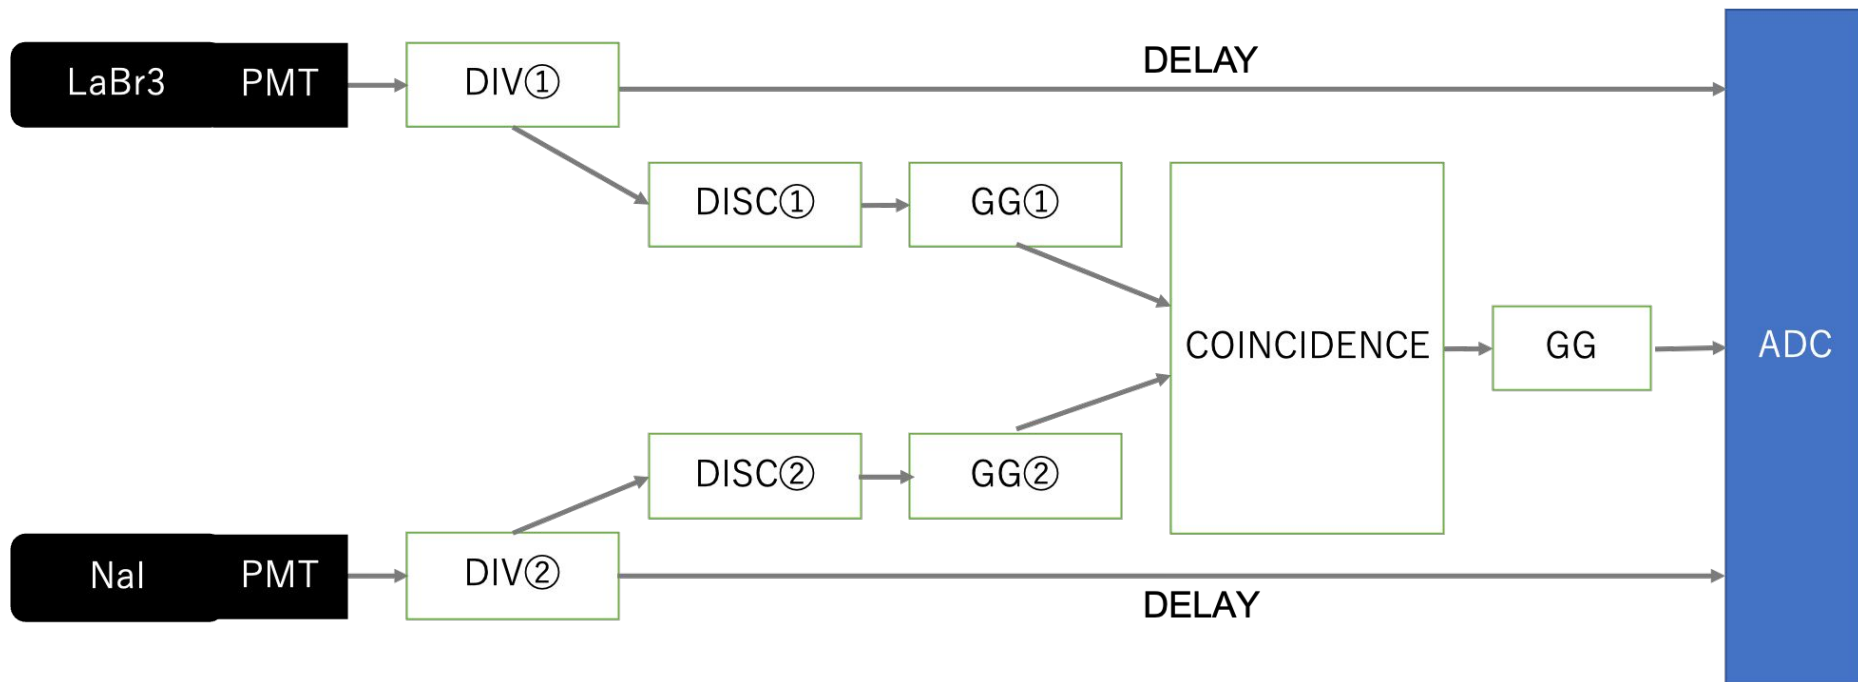 LaBr3 PMT
DIV①
DELAY
DISC①
GG①
COINCIDENCE
GG
ADC
DISC②
GG②
NaI PMT
DIV②
DELAY